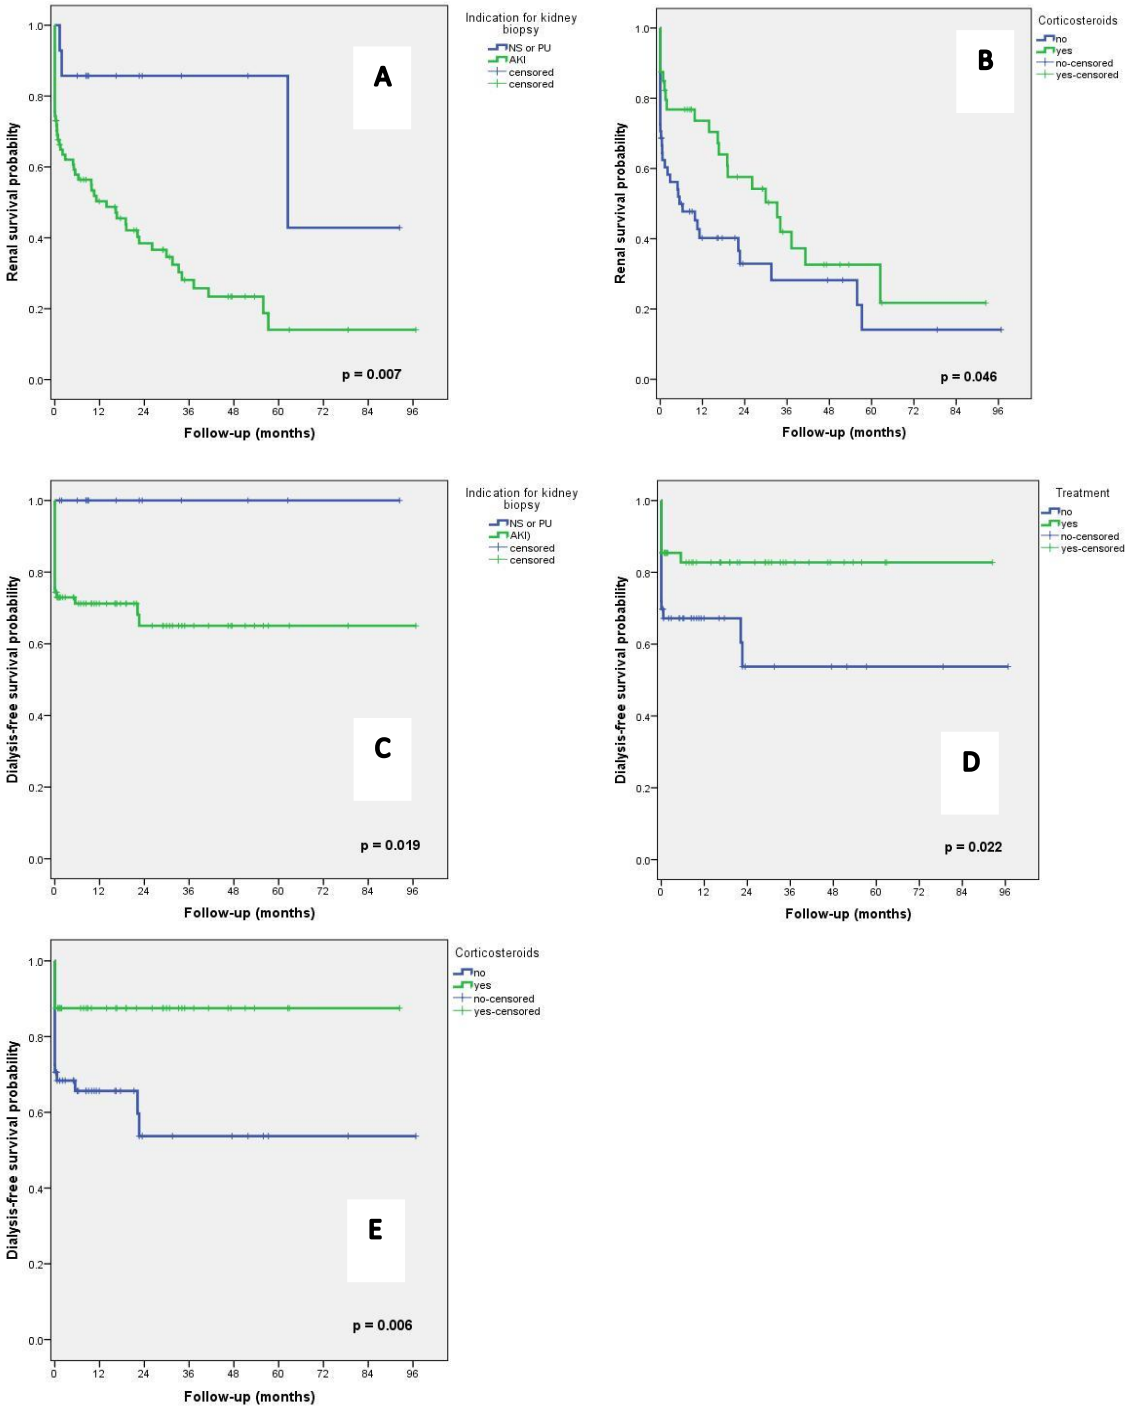 Indication for kidney
biopsy
NS or PU
AKI
censored
censored
A
Renal survival probability
1.0
0.8
0.6
0.4
0.2
0.0
p = 0.007
0 12 24 36 48 60 72 84 96
Follow-up (months)
Corticosteroids
no
yes
no-censored
yes-censored
B
Renal survival probability
1.0
0.8
0.6
0.4
0.2
0.0
p = 0.046
0 12 24 36 48 60 72 84 96
Follow-up (months)
Indication for kidney
biopsy
NS or PU
AKI)
censored
censored
C
Dialysis-free survival probability
1.0
0.8
0.6
0.4
0.2
0.0
p = 0.019
0 12 24 36 48 60 72 84 96
Follow-up (months)
Treatment
no
yes
no-censored
yes-censored
D
Dialysis-free survival probability
1.0
0.8
0.6
0.4
0.2
0.0
p = 0.022
0 12 24 36 48 60 72 84 96
Follow-up (months)
Corticosteroids
no
yes
no-censored
yes-censored
E
Dialysis-free survival probability
1.0
0.8
0.6
0.4
0.2
0.0
p = 0.006
0 12 24 36 48 60 72 84 96
Follow-up (months)